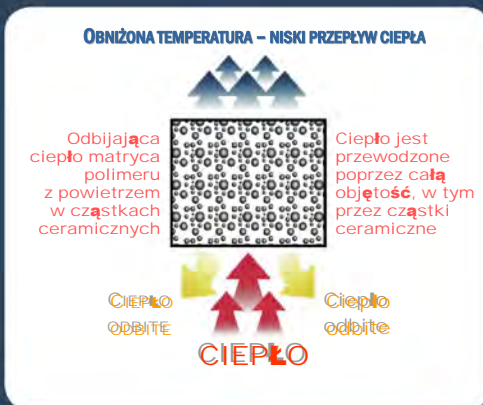 OBNIŻONA TEMPERATURA – NISKI PRZEPŁYW CIEPŁA
Odbijająca
ciepło matryca
polimeru
z powietrzem
w cząstkach
ceramicznych
Ciepło jest
przewodzone
poprzez całą
objętość, w tym
przez cząstki
ceramiczne
CIEPŁO
ODBITE
Ciepło
odbite
CIEPŁO